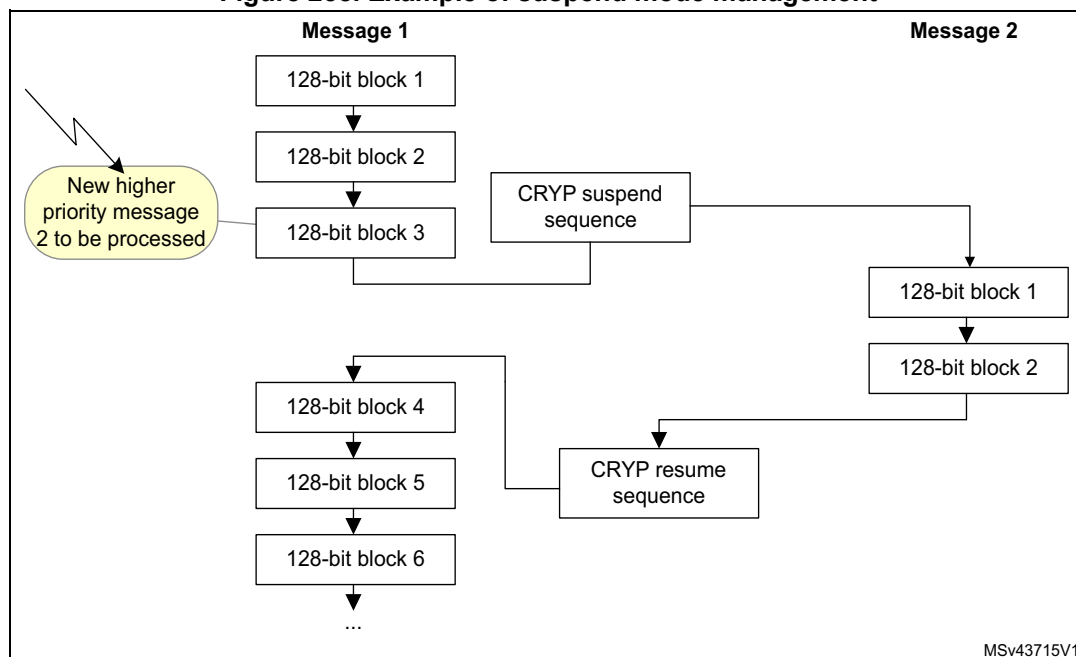 Message 1
Message 2
128-bit block 1
128-bit block 2
New higher
priority message
2 to be processed
128-bit block 3
CRYP suspend
sequence
128-bit block 1
128-bit block 2
128-bit block 4
128-bit block 5
CRYP resume
sequence
128-bit block 6
...
MSv43715V1